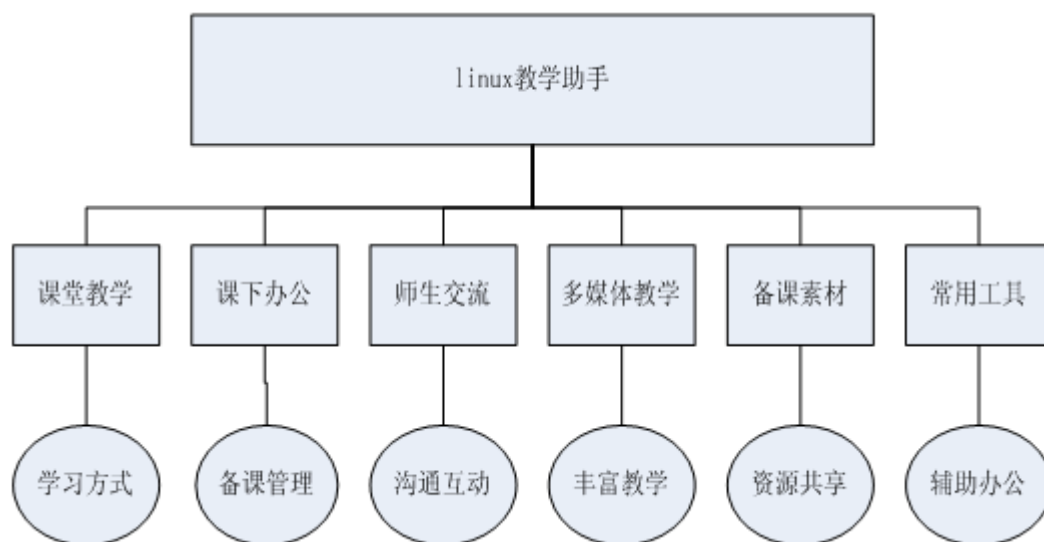 linux教学助手
课堂教学
课下办公
师生交流
多媒体教学
备课素材
常用工具
学习方式
备课管理
沟通互动
丰富教学
资源共享
辅助办公